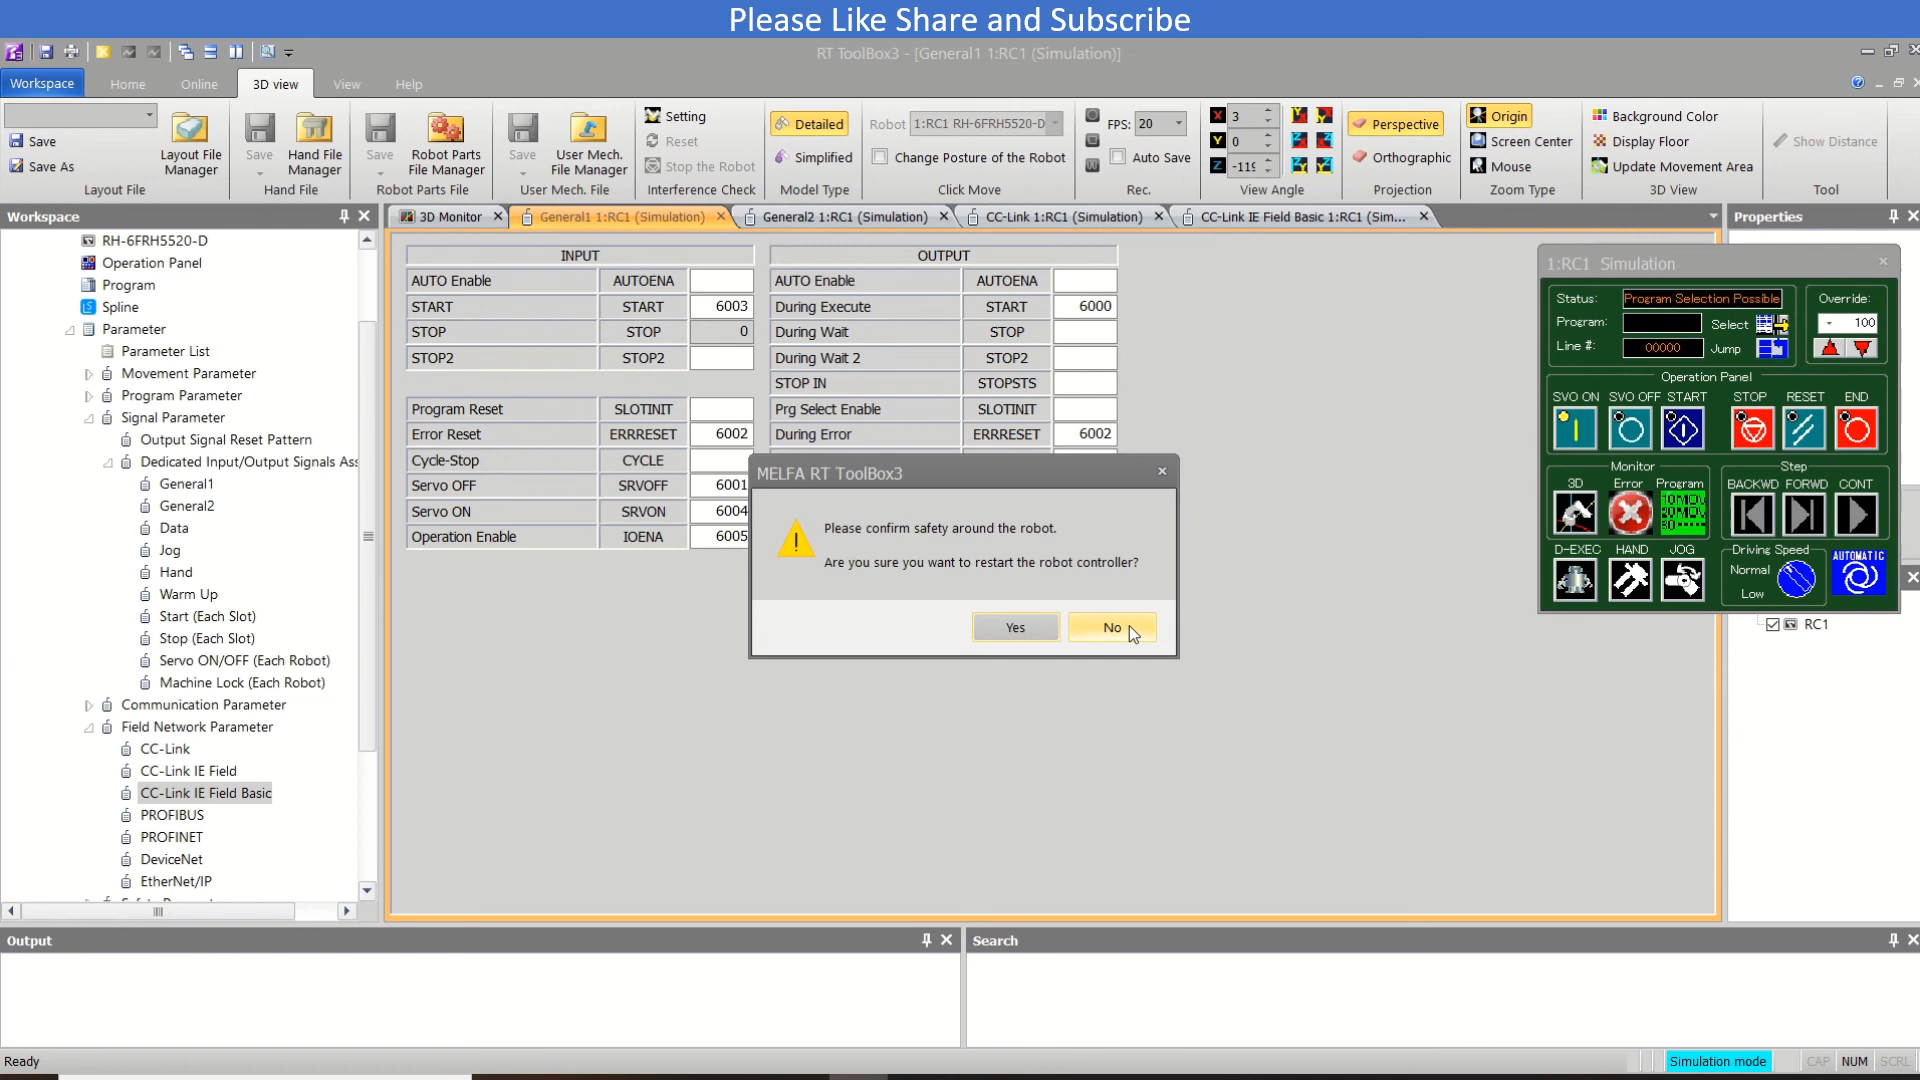 Please Like Share and Subscribe
RT ToolBox3 - [General1 1:RC1 (Simulation)]
Workspace Home Online 3D view View Help
Save
Save As
Layout File Manager
Layout File
Save
Hand File Manager
Hand File
Save
Robot Parts File Manager
Robot Parts File
Save
User Mech. File Manager
User Mech. File
Setting
Reset
Stop the Robot
Interference Check
Detailed
Simplified
Model Type
Robot 1:RC1 RH-6FRH5520-D
Change Posture of the Robot
Click Move
FPS: 20
Auto Save
Rec.
X 3
Y 0
Z -119
View Angle
Perspective
Orthographic
Projection
Origin
Screen Center
Mouse
Zoom Type
Background Color
Display Floor
Update Movement Area
3D View
Show Distance
Tool
Workspace
3D Monitor
General1 1:RC1 (Simulation)
General2 1:RC1 (Simulation)
CC-Link 1:RC1 (Simulation)
CC-Link IE Field Basic 1:RC1 (Sim...
Properties
RH-6FRH5520-D
Operation Panel
Program
Spline
Parameter
Parameter List
Movement Parameter
Program Parameter
Signal Parameter
Output Signal Reset Pattern
Dedicated Input/Output Signals Ass
General1
General2
Data
Jog
Hand
Warm Up
Start (Each Slot)
Stop (Each Slot)
Servo ON/OFF (Each Robot)
Machine Lock (Each Robot)
Communication Parameter
Field Network Parameter
CC-Link
CC-Link IE Field
CC-Link IE Field Basic
PROFIBUS
PROFINET
DeviceNet
EtherNet/IP
INPUT
AUTO Enable AUTOENA
START START 6003
STOP STOP 0
STOP2 STOP2
Program Reset SLOTINIT
Error Reset ERRRESET 6002
Cycle-Stop CYCLE
Servo OFF SRVOFF 6001
Servo ON SRVON 6004
Operation Enable IOENA 6005
OUTPUT
AUTO Enable AUTOENA
During Execute START 6000
During Wait STOP
During Wait 2 STOP2
STOP IN STOPSTS
Prg Select Enable SLOTINIT
During Error ERRRESET 6002
MELFA RT ToolBox3
Please confirm safety around the robot.
Are you sure you want to restart the robot controller?
Yes No
1:RC1 Simulation
Status: Program Selection Possible
Program: Select
Line #: 00000 Jump
Override:
100
Operation Panel
SVO ON SVO OFF START STOP RESET END
Monitor
3D Error Program
Step
BACKWD FORWD CONT
D-EXEC HAND JOG
Driving Speed
Normal
Low
AUTOMATIC
RC1
Output
Search
Ready
Simulation mode CAP NUM SCRL